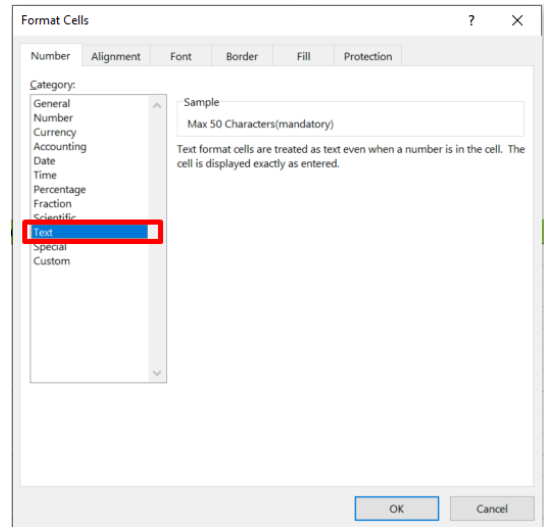 Format Cells
? ×
Number Alignment Font Border Fill Protection
Category:
General
Number
Currency
Accounting
Date
Time
Percentage
Fraction
Scientific
Text
Special
Custom
Sample
Max 50 Characters(mandatory)
Text format cells are treated as text even when a number is in the cell. The
cell is displayed exactly as entered.
OK Cancel